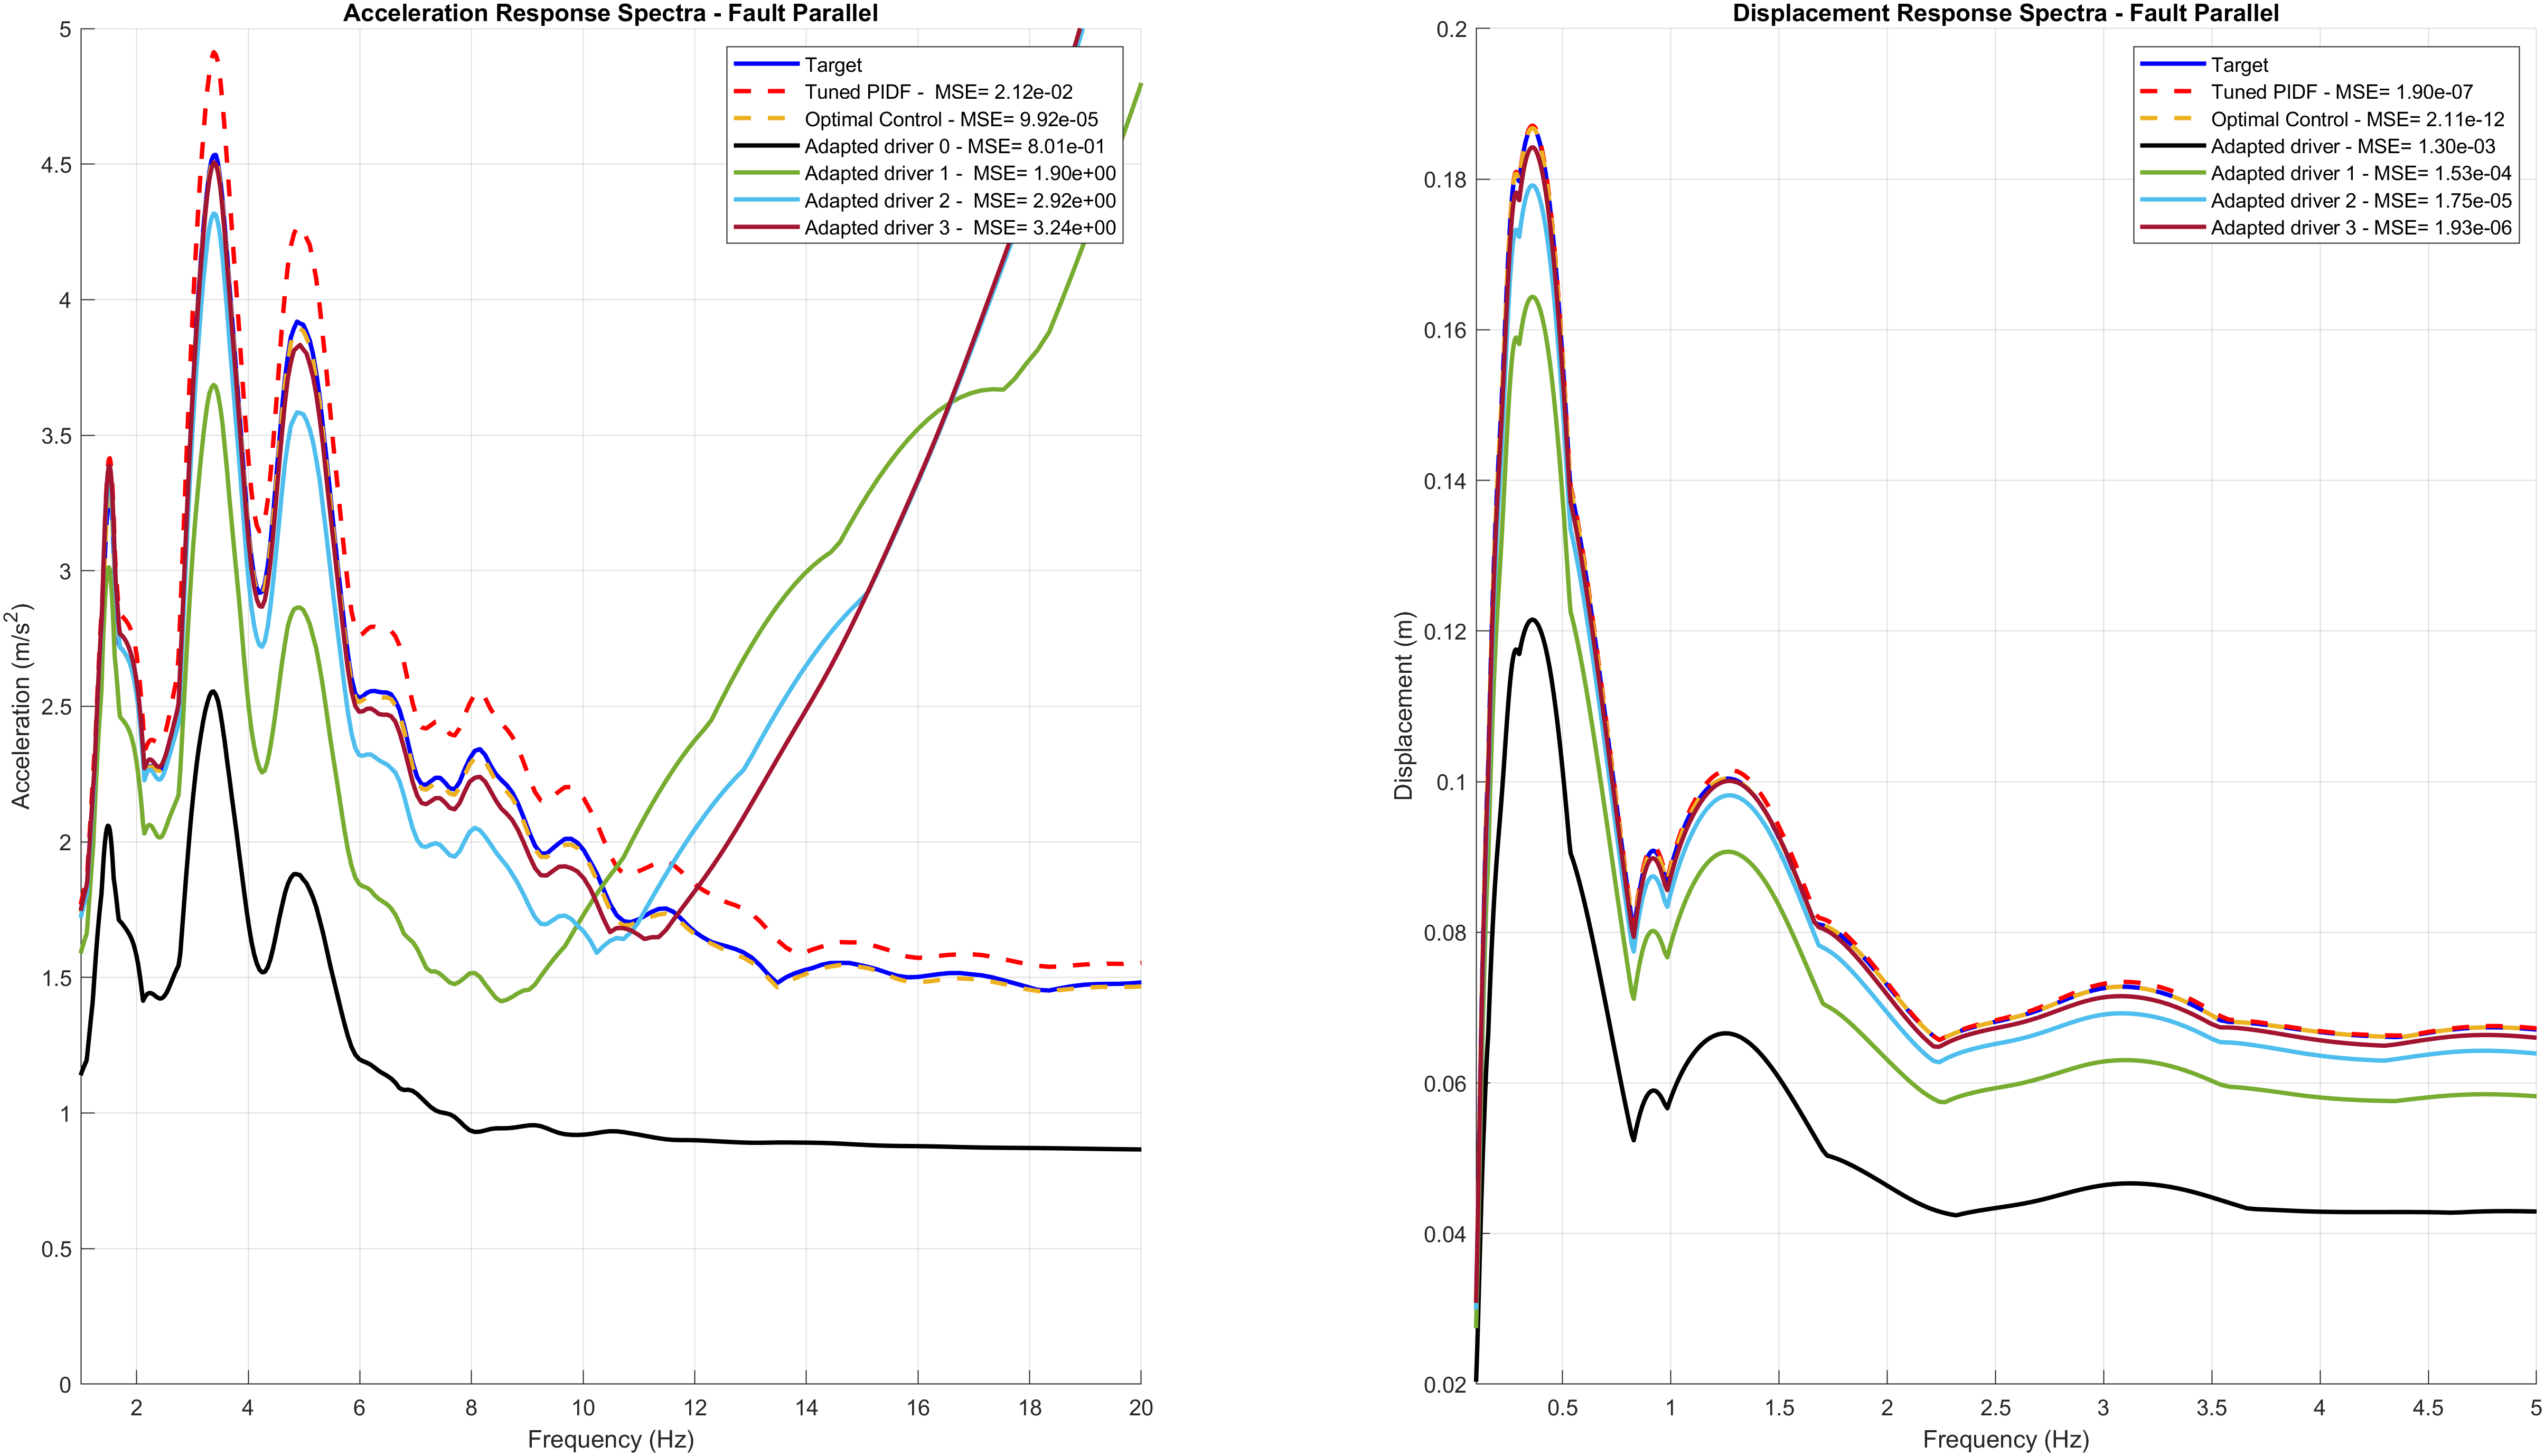 Acceleration Response Spectra - Fault Parallel
5
4.5
4
3.5
3
2.5
2
1.5
1
0.5
0
Acceleration (m/s²)
Target
Tuned PIDF -  MSE= 2.12e-02
Optimal Control - MSE= 9.92e-05
Adapted driver 0 - MSE= 8.01e-01
Adapted driver 1 -  MSE= 1.90e+00
Adapted driver 2 -  MSE= 2.92e+00
Adapted driver 3 -  MSE= 3.24e+00
2 4 6 8 10 12 14 16 18 20
Frequency (Hz)
Displacement Response Spectra - Fault Parallel
0.2
0.18
0.16
0.14
0.12
0.1
0.08
0.06
0.04
0.02
Displacement (m)
Target
Tuned PIDF - MSE= 1.90e-07
Optimal Control - MSE= 2.11e-12
Adapted driver - MSE= 1.30e-03
Adapted driver 1 - MSE= 1.53e-04
Adapted driver 2 - MSE= 1.75e-05
Adapted driver 3 - MSE= 1.93e-06
0.5 1 1.5 2 2.5 3 3.5 4 4.5 5
Frequency (Hz)